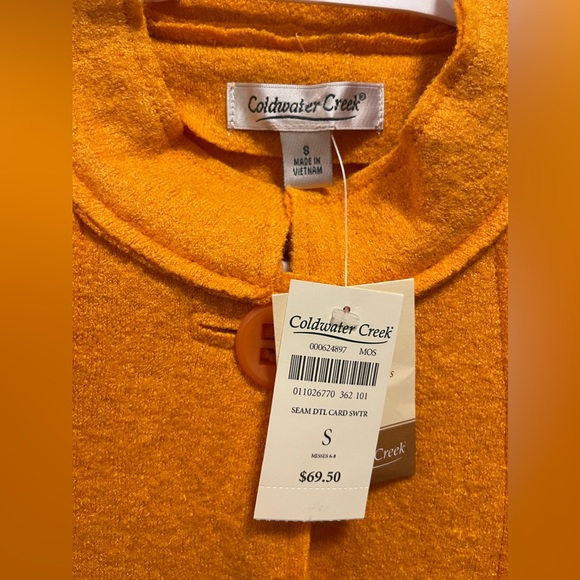 Coldwater Creek®
S
MADE IN
VIETNAM
Coldwater Creek
000624897 MOS
011026770 362 101
SEAM DTL CARD SWTR
S
MISSES 6-8
$69.50
S
Creek